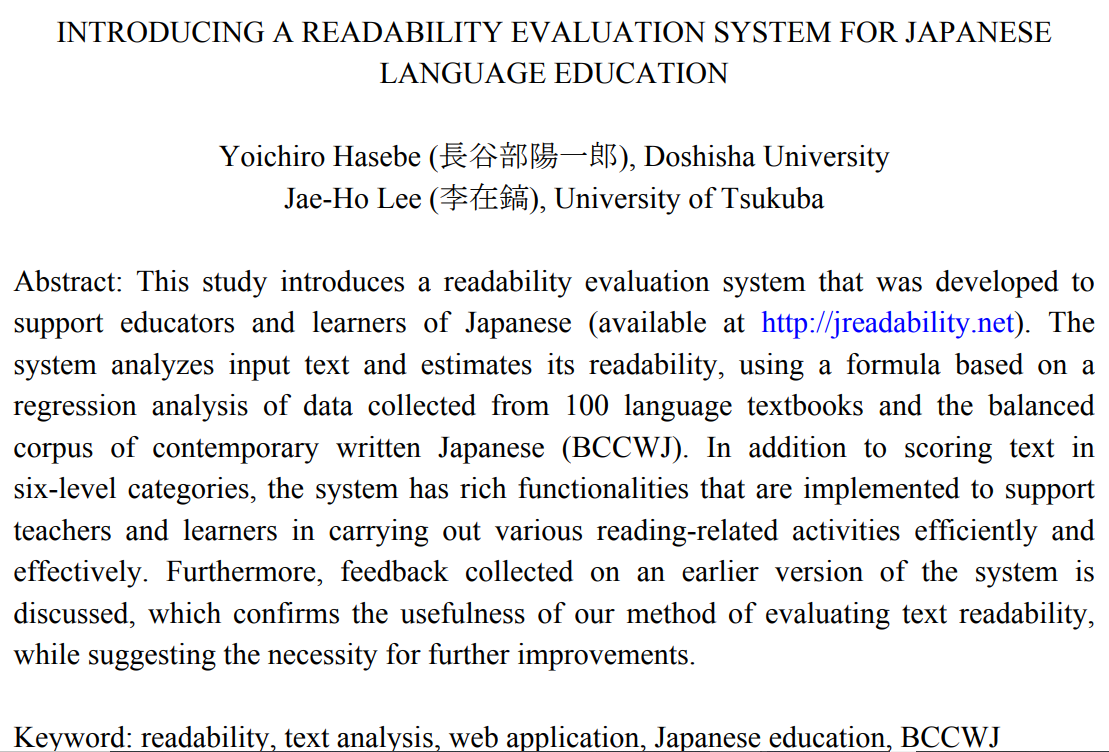 INTRODUCING A READABILITY EVALUATION SYSTEM FOR JAPANESE
LANGUAGE EDUCATION
Yoichiro Hasebe (長谷部陽一郎), Doshisha University
Jae-Ho Lee (李在鎬), University of Tsukuba
Abstract: This study introduces a readability evaluation system that was developed to
support educators and learners of Japanese (available at http://jreadability.net). The
system analyzes input text and estimates its readability, using a formula based on a
regression analysis of data collected from 100 language textbooks and the balanced
corpus of contemporary written Japanese (BCCWJ). In addition to scoring text in
six-level categories, the system has rich functionalities that are implemented to support
teachers and learners in carrying out various reading-related activities efficiently and
effectively. Furthermore, feedback collected on an earlier version of the system is
discussed, which confirms the usefulness of our method of evaluating text readability,
while suggesting the necessity for further improvements.
Keyword: readability, text analysis, web application, Japanese education, BCCWJ